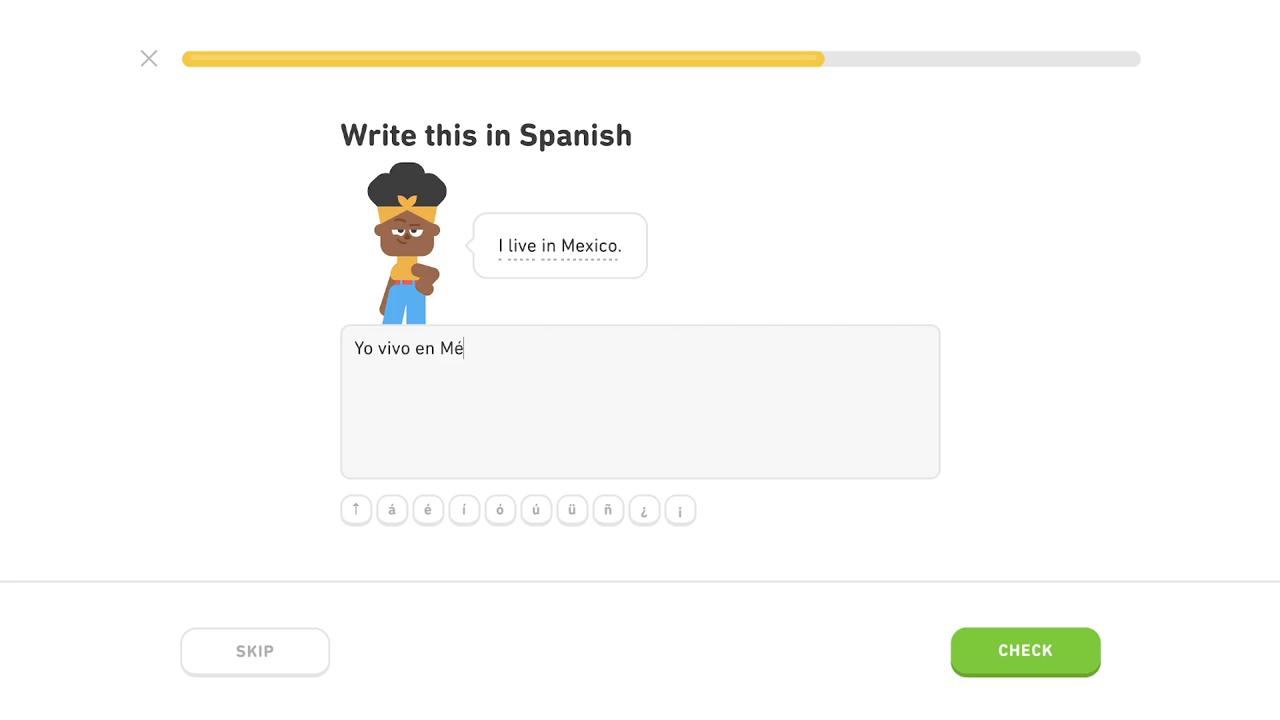 Write this in Spanish
I live in Mexico.
Yo vivo en Mé
↑ á é í ó ú ü ñ ¿ ¡
SKIP
CHECK